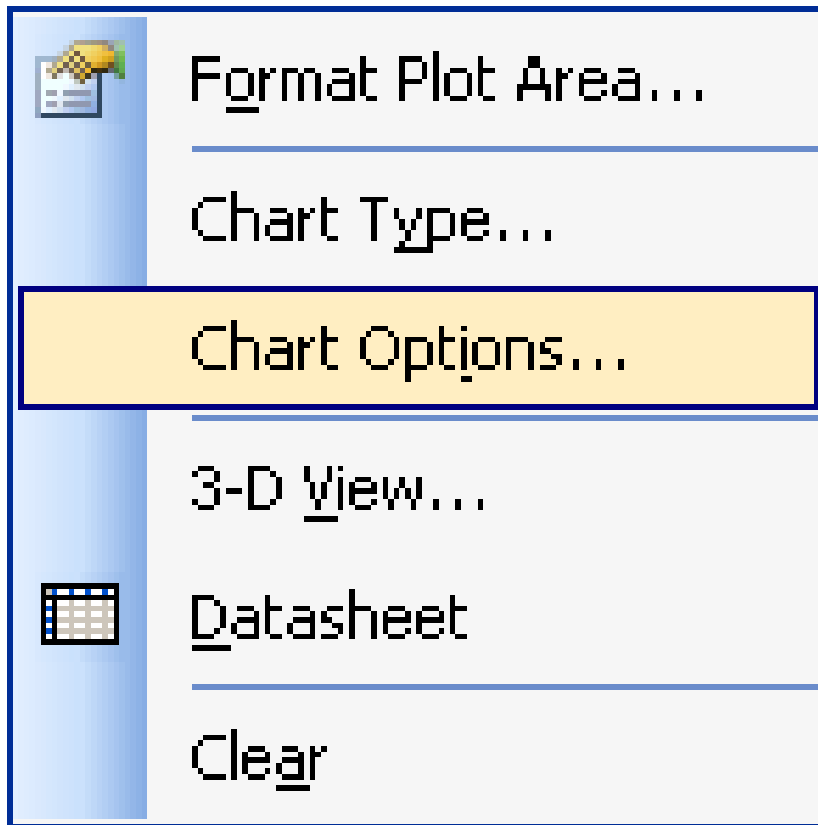 Format Plot Area...
Chart Type...
Chart Options...
3-D View...
Datasheet
Clear